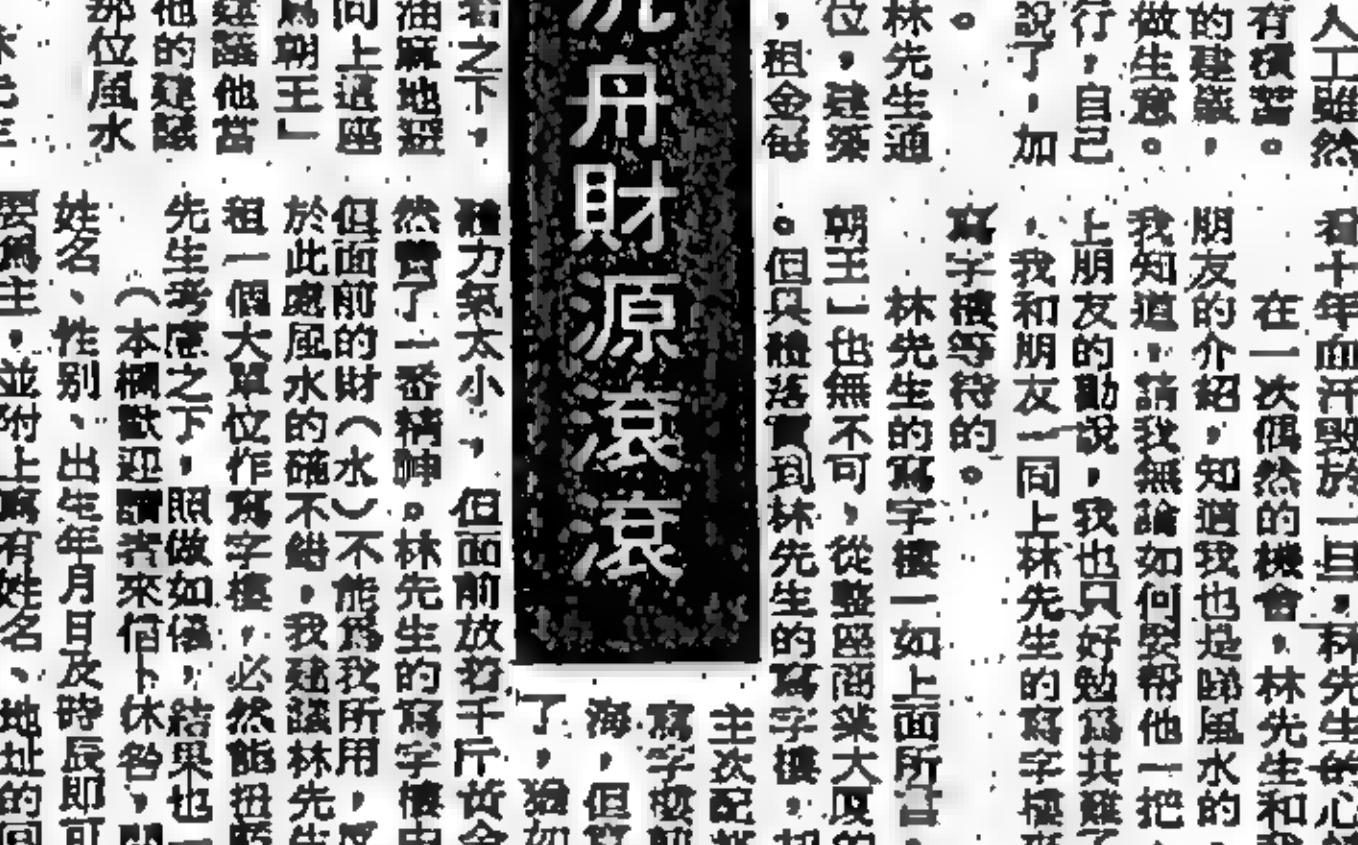 人工雖然
有積蓄。
的建議，
做生意。
行，自己
說了，加
。
林先生通
位，建築
，租金每
舟財源滾滾
若之下，
油麻地避
同上這座
為朝王」
建議他當
他的建議
那位風水
十年血汗毀於一旦，林先生的心
在一次偶然的機會，林先生和我
朋友的介紹，知道我也是睇風水的
我知道，請我無論如何要幫他一把
上朋友的勸說，我也只好勉為其難了
，我和朋友一同上林先生的寫字樓
寫字樓等待的。
林先生的寫字樓一如上面所言
朝王」也無不可，從整座商業大廈的
。但具體落實到林先生的寫字樓，
主次配
寫字樓
海，但
了，猶如
體力氣太小，但面前放着千斤黃金
然費了一番精神。林先生的寫字樓由
但面前的財（水）不能為我所用，
於此處風水的確不錯。我建議林先生
租一個大單位作寫字樓，必然能扭虧
先生考慮之下，照做如儀，結果也一
（本欄歡迎讀者來信卜休咎，
姓名、性別、出生年月日及時辰即可
主，並附上寫有姓名、地址的回